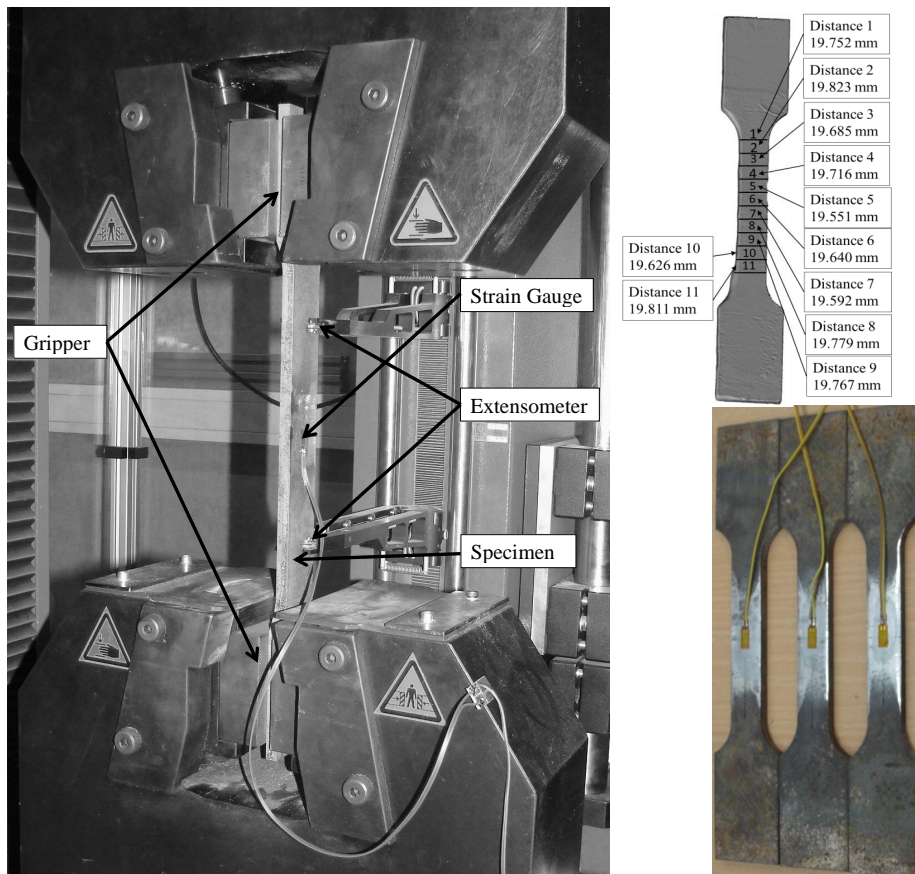 Gripper
Strain Gauge
Extensometer
Specimen
Distance 1
19.752 mm
Distance 2
19.823 mm
Distance 3
19.685 mm
Distance 4
19.716 mm
Distance 5
19.551 mm
Distance 6
19.640 mm
Distance 7
19.592 mm
Distance 8
19.779 mm
Distance 9
19.767 mm
Distance 10
19.626 mm
Distance 11
19.811 mm
1
2
3
4
5
6
7
8
9
10
11